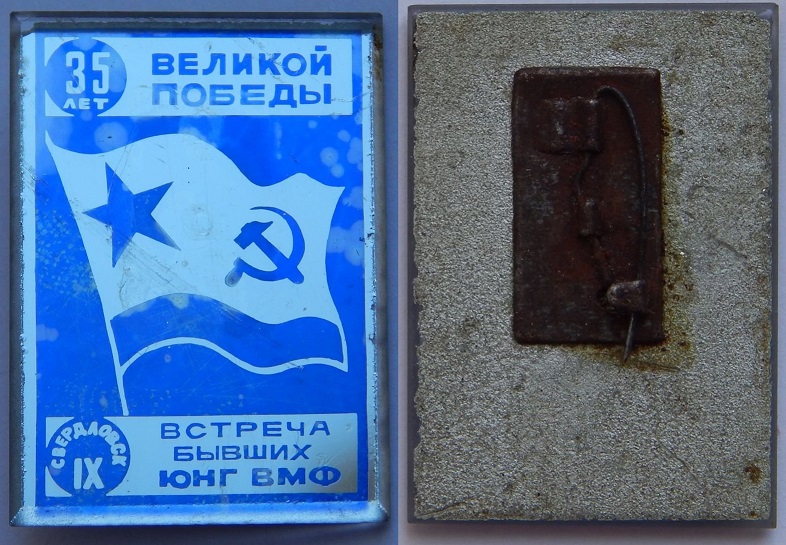 35
ЛЕТ
ВЕЛИКОЙ
ПОБЕДЫ
СВЕРДЛОВСК
IX
ВСТРЕЧА
БЫВШИХ
ЮНГ ВМФ